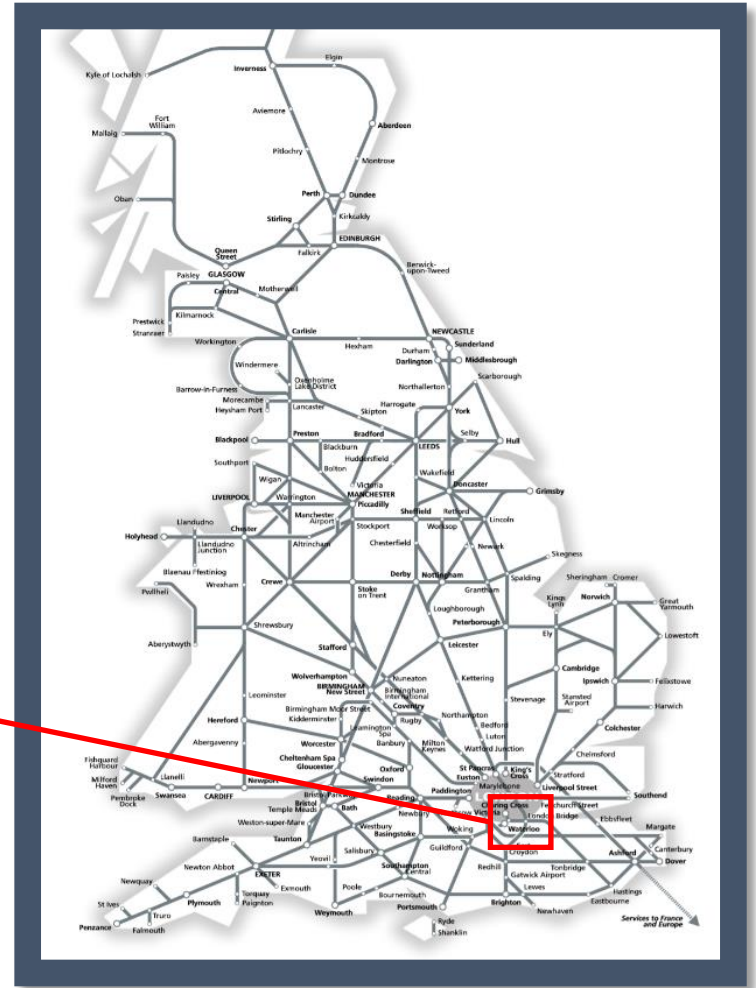 Elgin
Inverness
Kyle of Lochalsh
Aviemore
Fort
William
Mallaig
Aberdeen
Pitlochry
Montrose
Perth
Dundee
Oban
Stirling
Kirkcaldy
EDINBURGH
Queen
Street
Falkirk
Berwick-
upon-Tweed
Paisley
GLASGOW
Central
Motherwell
Prestwick
Kilmarnock
Stranraer
Carlisle
NEWCASTLE
Workington
Hexham
Sunderland
Durham
Darlington
Middlesbrough
Windermere
Scarborough
Oxenholme
Lake District
Northallerton
Barrow-in-Furness
Morecambe
Heysham Port
Lancaster
Harrogate
York
Skipton
Blackpool
Preston
Bradford
Selby
Blackburn
LEEDS
Hull
Southport
Huddersfield
Bolton
Wakefield
Wigan
Victoria
Doncaster
LIVERPOOL
Warrington
MANCHESTER
Piccadilly
Grimsby
Manchester
Airport
Sheffield
Retford
Llandudno
Stockport
Worksop
Lincoln
Holyhead
Chester
Llandudno
Junction
Altrincham
Chesterfield
Newark
Skegness
Blaenau Ffestiniog
Wrexham
Crewe
Derby
Nottingham
Spalding
Sheringham
Cromer
Pwllheli
Stoke
on Trent
Grantham
Kings
Lynn
Norwich
Great
Yarmouth
Loughborough
Shrewsbury
Peterborough
Ely
Lowestoft
Aberystwyth
Stafford
Leicester
Wolverhampton
Cambridge
BIRMINGHAM
New Street
Nuneaton
Kettering
Ipswich
Felixstowe
Birmingham
International
Leominster
Coventry
Stevenage
Stansted
Airport
Harwich
Birmingham Moor Street
Kidderminster
Rugby
Northampton
Hereford
Leamington
Spa
Bedford
Colchester
Worcester
Banbury
Milton
Keynes
Luton
Abergavenny
Watford Junction
Chelmsford
Fishguard
Harbour
Cheltenham Spa
Gloucester
Oxford
St Pancras
Euston
King's
Cross
Stratford
Milford
Haven
Llanelli
Newport
Swindon
Marylebone
Liverpool Street
Pembroke
Dock
Swansea
CARDIFF
Bristol Parkway
Reading
Paddington
Southend
Bristol
Temple Meads
Bath
Newbury
Charing Cross
Fenchurch Street
Victoria
London Bridge
Ebbsfleet
Weston-super-Mare
Westbury
Basingstoke
Woking
Waterloo
Margate
Barnstaple
Taunton
Salisbury
Guildford
Croydon
Canterbury
Newton Abbot
Yeovil
Southampton
Central
Redhill
Tonbridge
Ashford
Dover
Newquay
EXETER
Gatwick Airport
Exmouth
Poole
Lewes
Hastings
St Ives
Torquay
Paignton
Bournemouth
Eastbourne
Truro
Plymouth
Weymouth
Portsmouth
Brighton
Newhaven
Penzance
Falmouth
Ryde
Shanklin
Services to France
and Europe